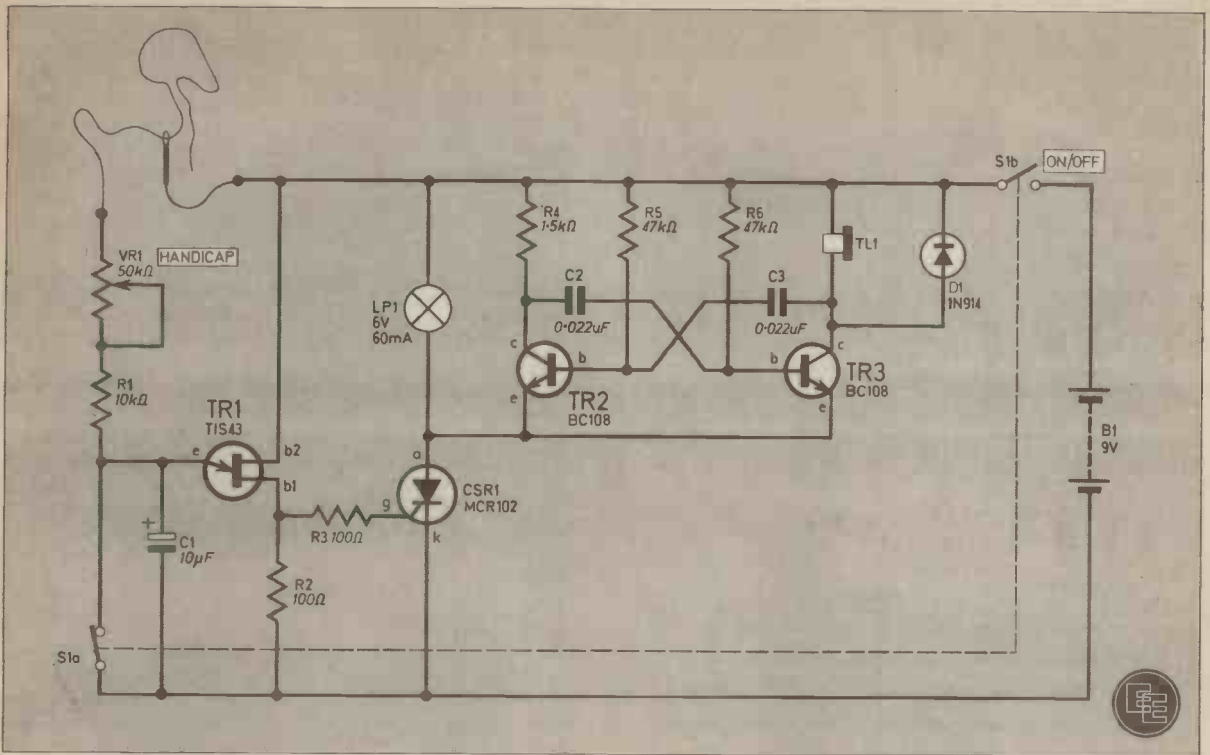 S1b
ON/OFF
R4
1.5kΩ
R5
47kΩ
R6
47kΩ
TL1
VR1
50kΩ
HANDICAP
C2
0·022uF
C3
0·022uF
D1
1N914
LP1
6V
60mA
c
b
e
TR2
BC108
b
c
e
TR3
BC108
R1
10kΩ
TR1
TIS43
e
b2
b1
B1
9V
a
g
k
CSR1
MCR102
C1
10μF
+
R3 100Ω
R2
100Ω
S1a
EE